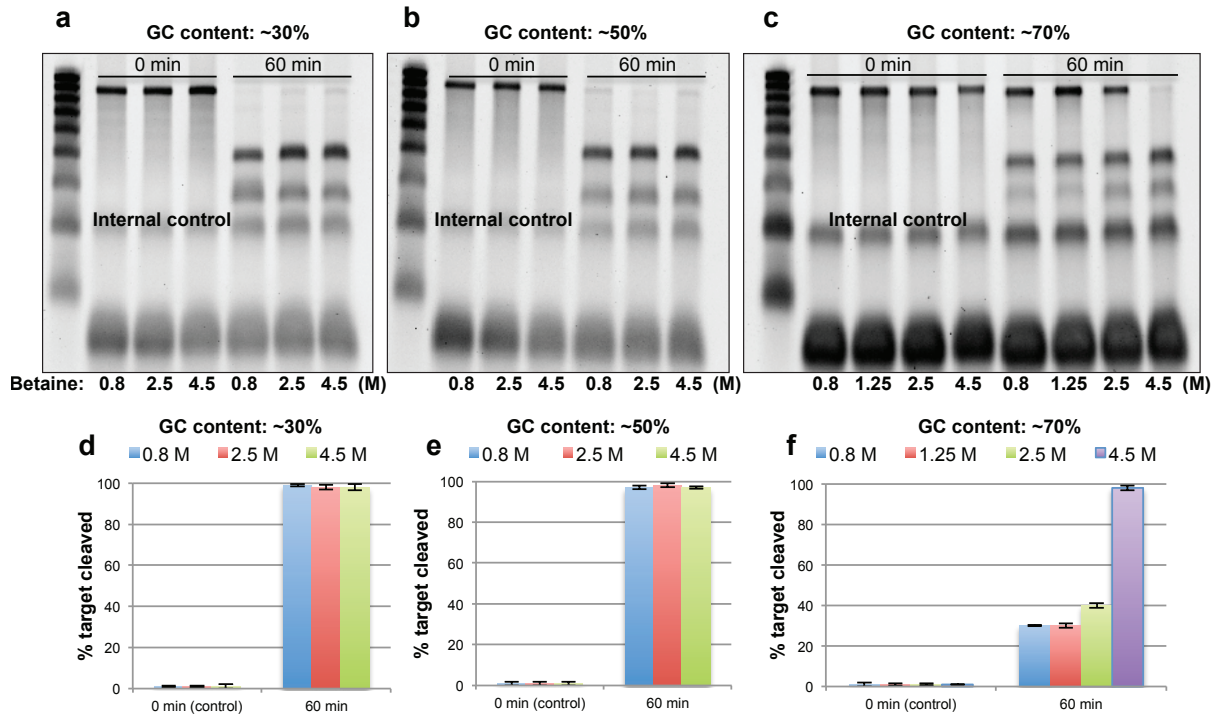 a
GC content: ~30%
0 min
60 min
Internal control
Betaine: 0.8 2.5 4.5 0.8 2.5 4.5 (M)
b
GC content: ~50%
0 min
60 min
Internal control
0.8 2.5 4.5 0.8 2.5 4.5 (M)
c
GC content: ~70%
0 min
60 min
Internal control
0.8 1.25 2.5 4.5 0.8 1.25 2.5 4.5 (M)
d
GC content: ~30%
0.8 M 2.5 M 4.5 M
% target cleaved
100
80
60
40
20
0
0 min (control) 60 min
e
GC content: ~50%
0.8 M 2.5 M 4.5 M
% target cleaved
100
80
60
40
20
0
0 min (control) 60 min
f
GC content: ~70%
0.8 M 1.25 M 2.5 M 4.5 M
% target cleaved
100
80
60
40
20
0
0 min (control) 60 min